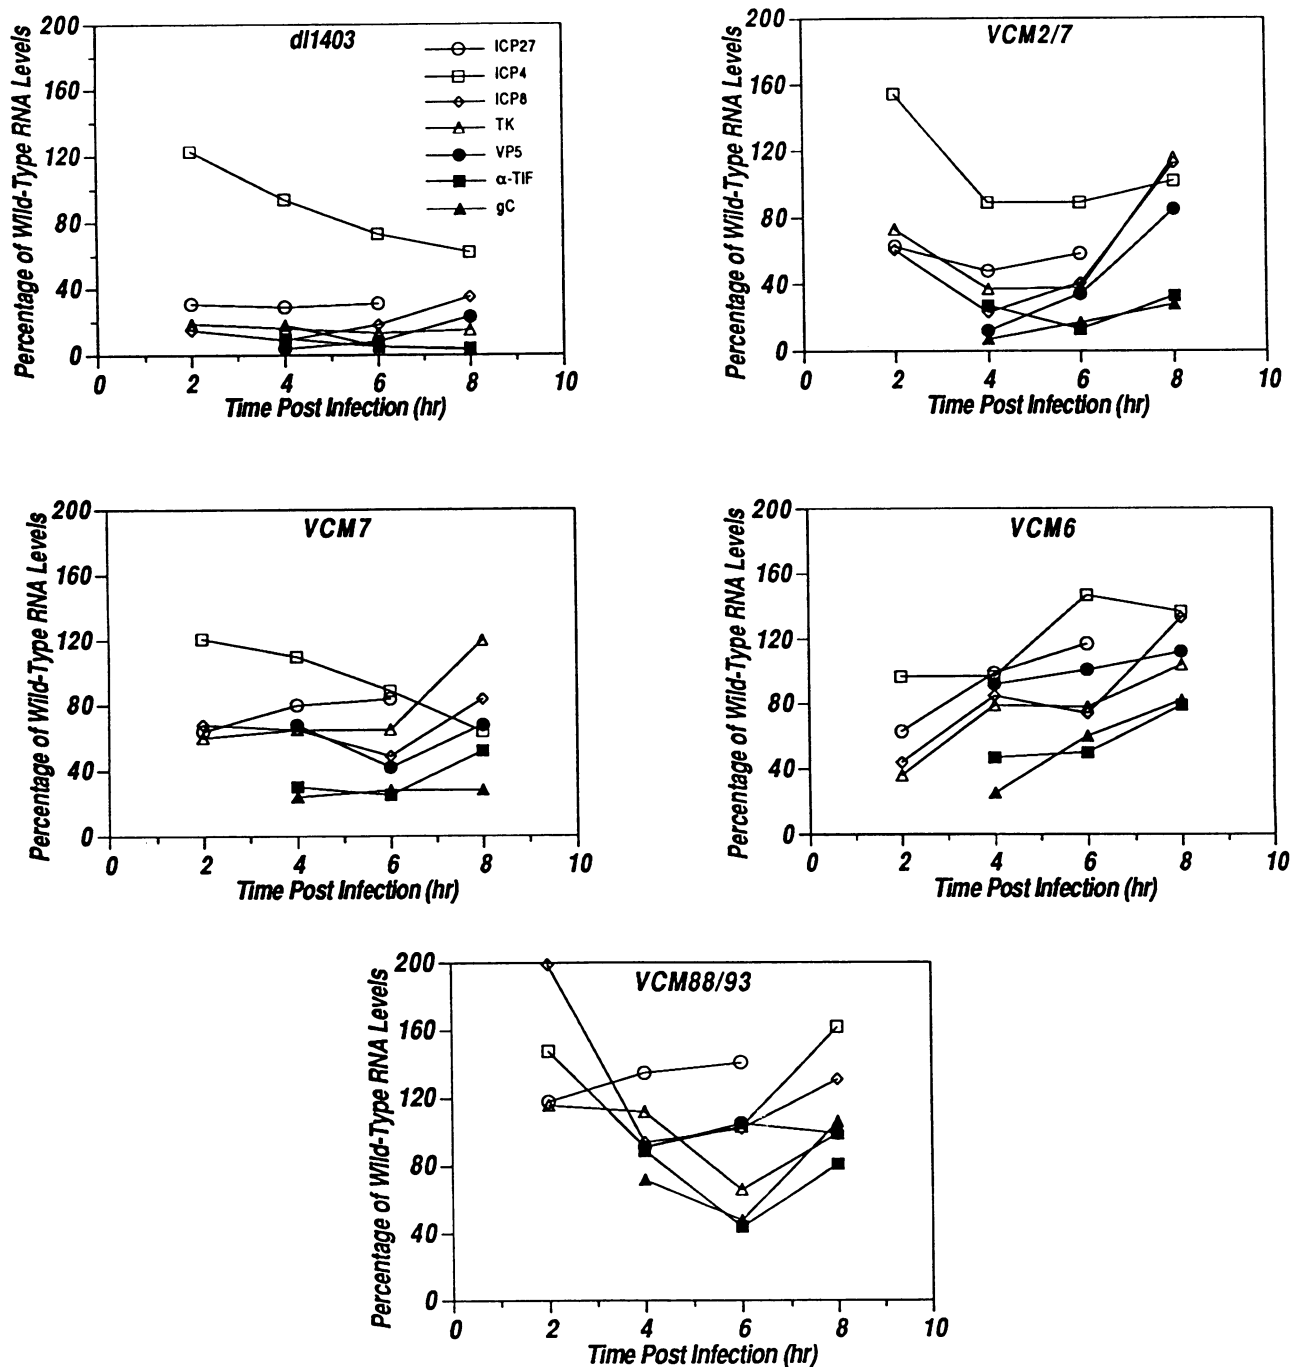 dl1403
ICP27
ICP4
ICP8
TK
VP5
α-TIF
gC
Percentage of Wild-Type RNA Levels
200
160
120
80
40
0
0 2 4 6 8 10
Time Post Infection (hr)
VCM2/7
Percentage of Wild-Type RNA Levels
200
160
120
80
40
0
0 2 4 6 8 10
Time Post Infection (hr)
VCM7
Percentage of Wild-Type RNA Levels
200
160
120
80
40
0
0 2 4 6 8 10
Time Post Infection (hr)
VCM6
Percentage of Wild-Type RNA Levels
200
160
120
80
40
0
0 2 4 6 8 10
Time Post Infection (hr)
VCM88/93
Percentage of Wild-Type RNA Levels
200
160
120
80
40
0
0 2 4 6 8 10
Time Post Infection (hr)